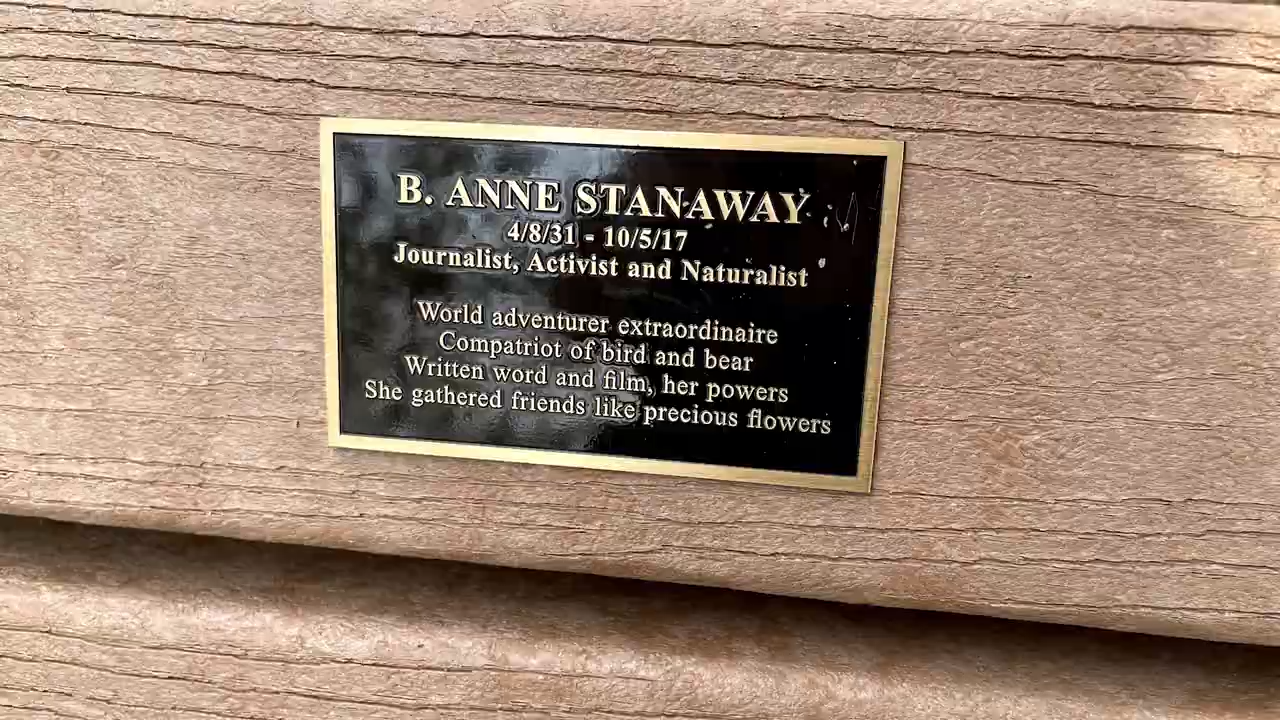 B. ANNE STANAWAY
4/8/31 - 10/5/17
Journalist, Activist and Naturalist
World adventurer extraordinaire
Compatriot of bird and bear
Written word and film, her powers
She gathered friends like precious flowers